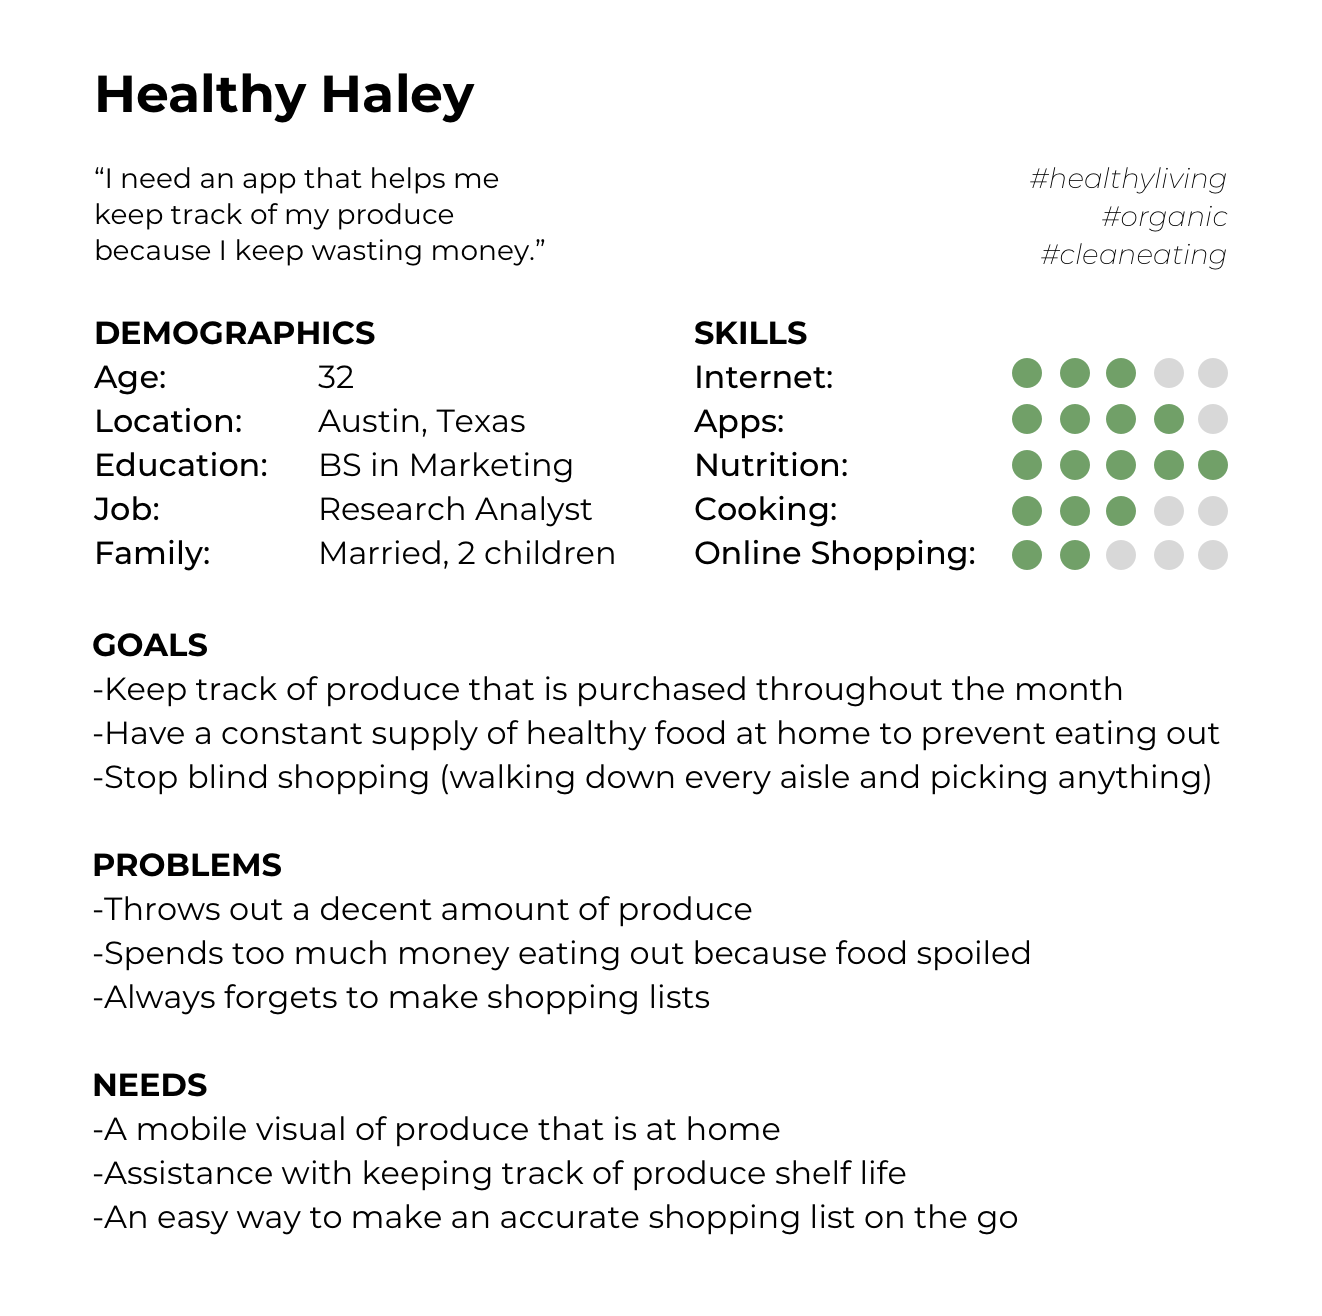 Healthy Haley
“I need an app that helps me
keep track of my produce
because I keep wasting money.”
#healthyliving
#organic
#cleaneating
DEMOGRAPHICS
Age: 32
Location: Austin, Texas
Education: BS in Marketing
Job: Research Analyst
Family: Married, 2 children
SKILLS
Internet:
Apps:
Nutrition:
Cooking:
Online Shopping:
GOALS
-Keep track of produce that is purchased throughout the month
-Have a constant supply of healthy food at home to prevent eating out
-Stop blind shopping (walking down every aisle and picking anything)
PROBLEMS
-Throws out a decent amount of produce
-Spends too much money eating out because food spoiled
-Always forgets to make shopping lists
NEEDS
-A mobile visual of produce that is at home
-Assistance with keeping track of produce shelf life
-An easy way to make an accurate shopping list on the go